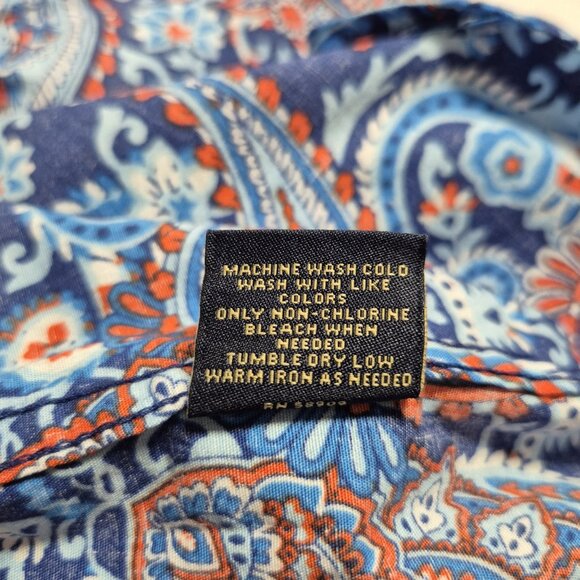 MACHINE WASH COLD
WASH WITH LIKE
COLORS
ONLY NON-CHLORINE
BLEACH WHEN
NEEDED
TUMBLE DRY LOW
WARM IRON AS NEEDED
RN